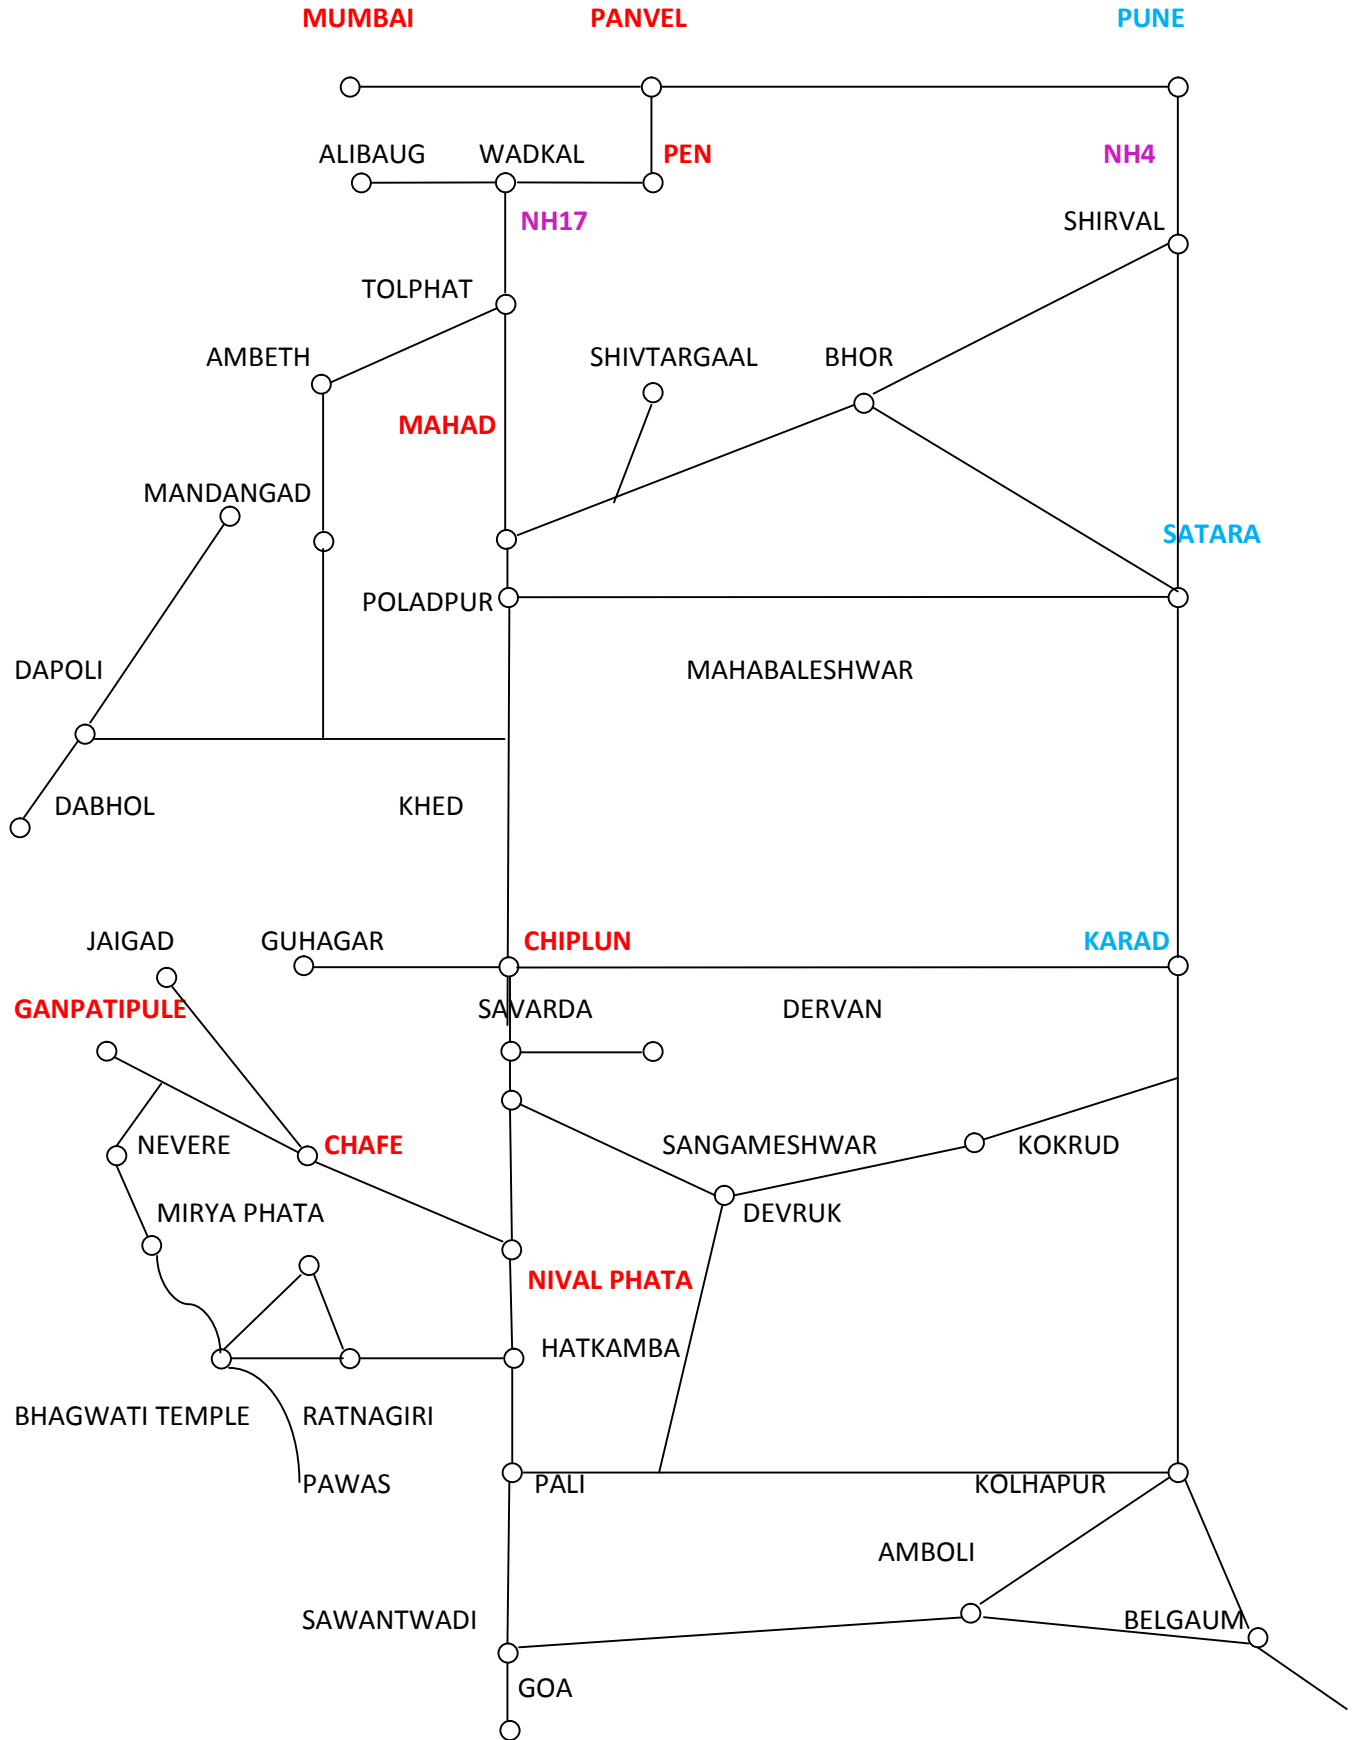 MUMBAI PANVEL PUNE
ALIBAUG WADKAL PEN NH4
NH17 SHIRVAL
TOLPHAT
AMBETH SHIVTARGAAL BHOR
MAHAD
MANDANGAD
SATARA
POLADPUR
DAPOLI MAHABALESHWAR
DABHOL KHED
JAIGAD GUHAGAR CHIPLUN KARAD
GANPATIPULE SAVARDA DERVAN
NEVERE CHAFE SANGAMESHWAR KOKRUD
MIRYA PHATA DEVRUK
NIVAL PHATA
HATKAMBA
BHAGWATI TEMPLE RATNAGIRI
PAWAS PALI KOLHAPUR
AMBOLI
SAWANTWADI BELGAUM
GOA